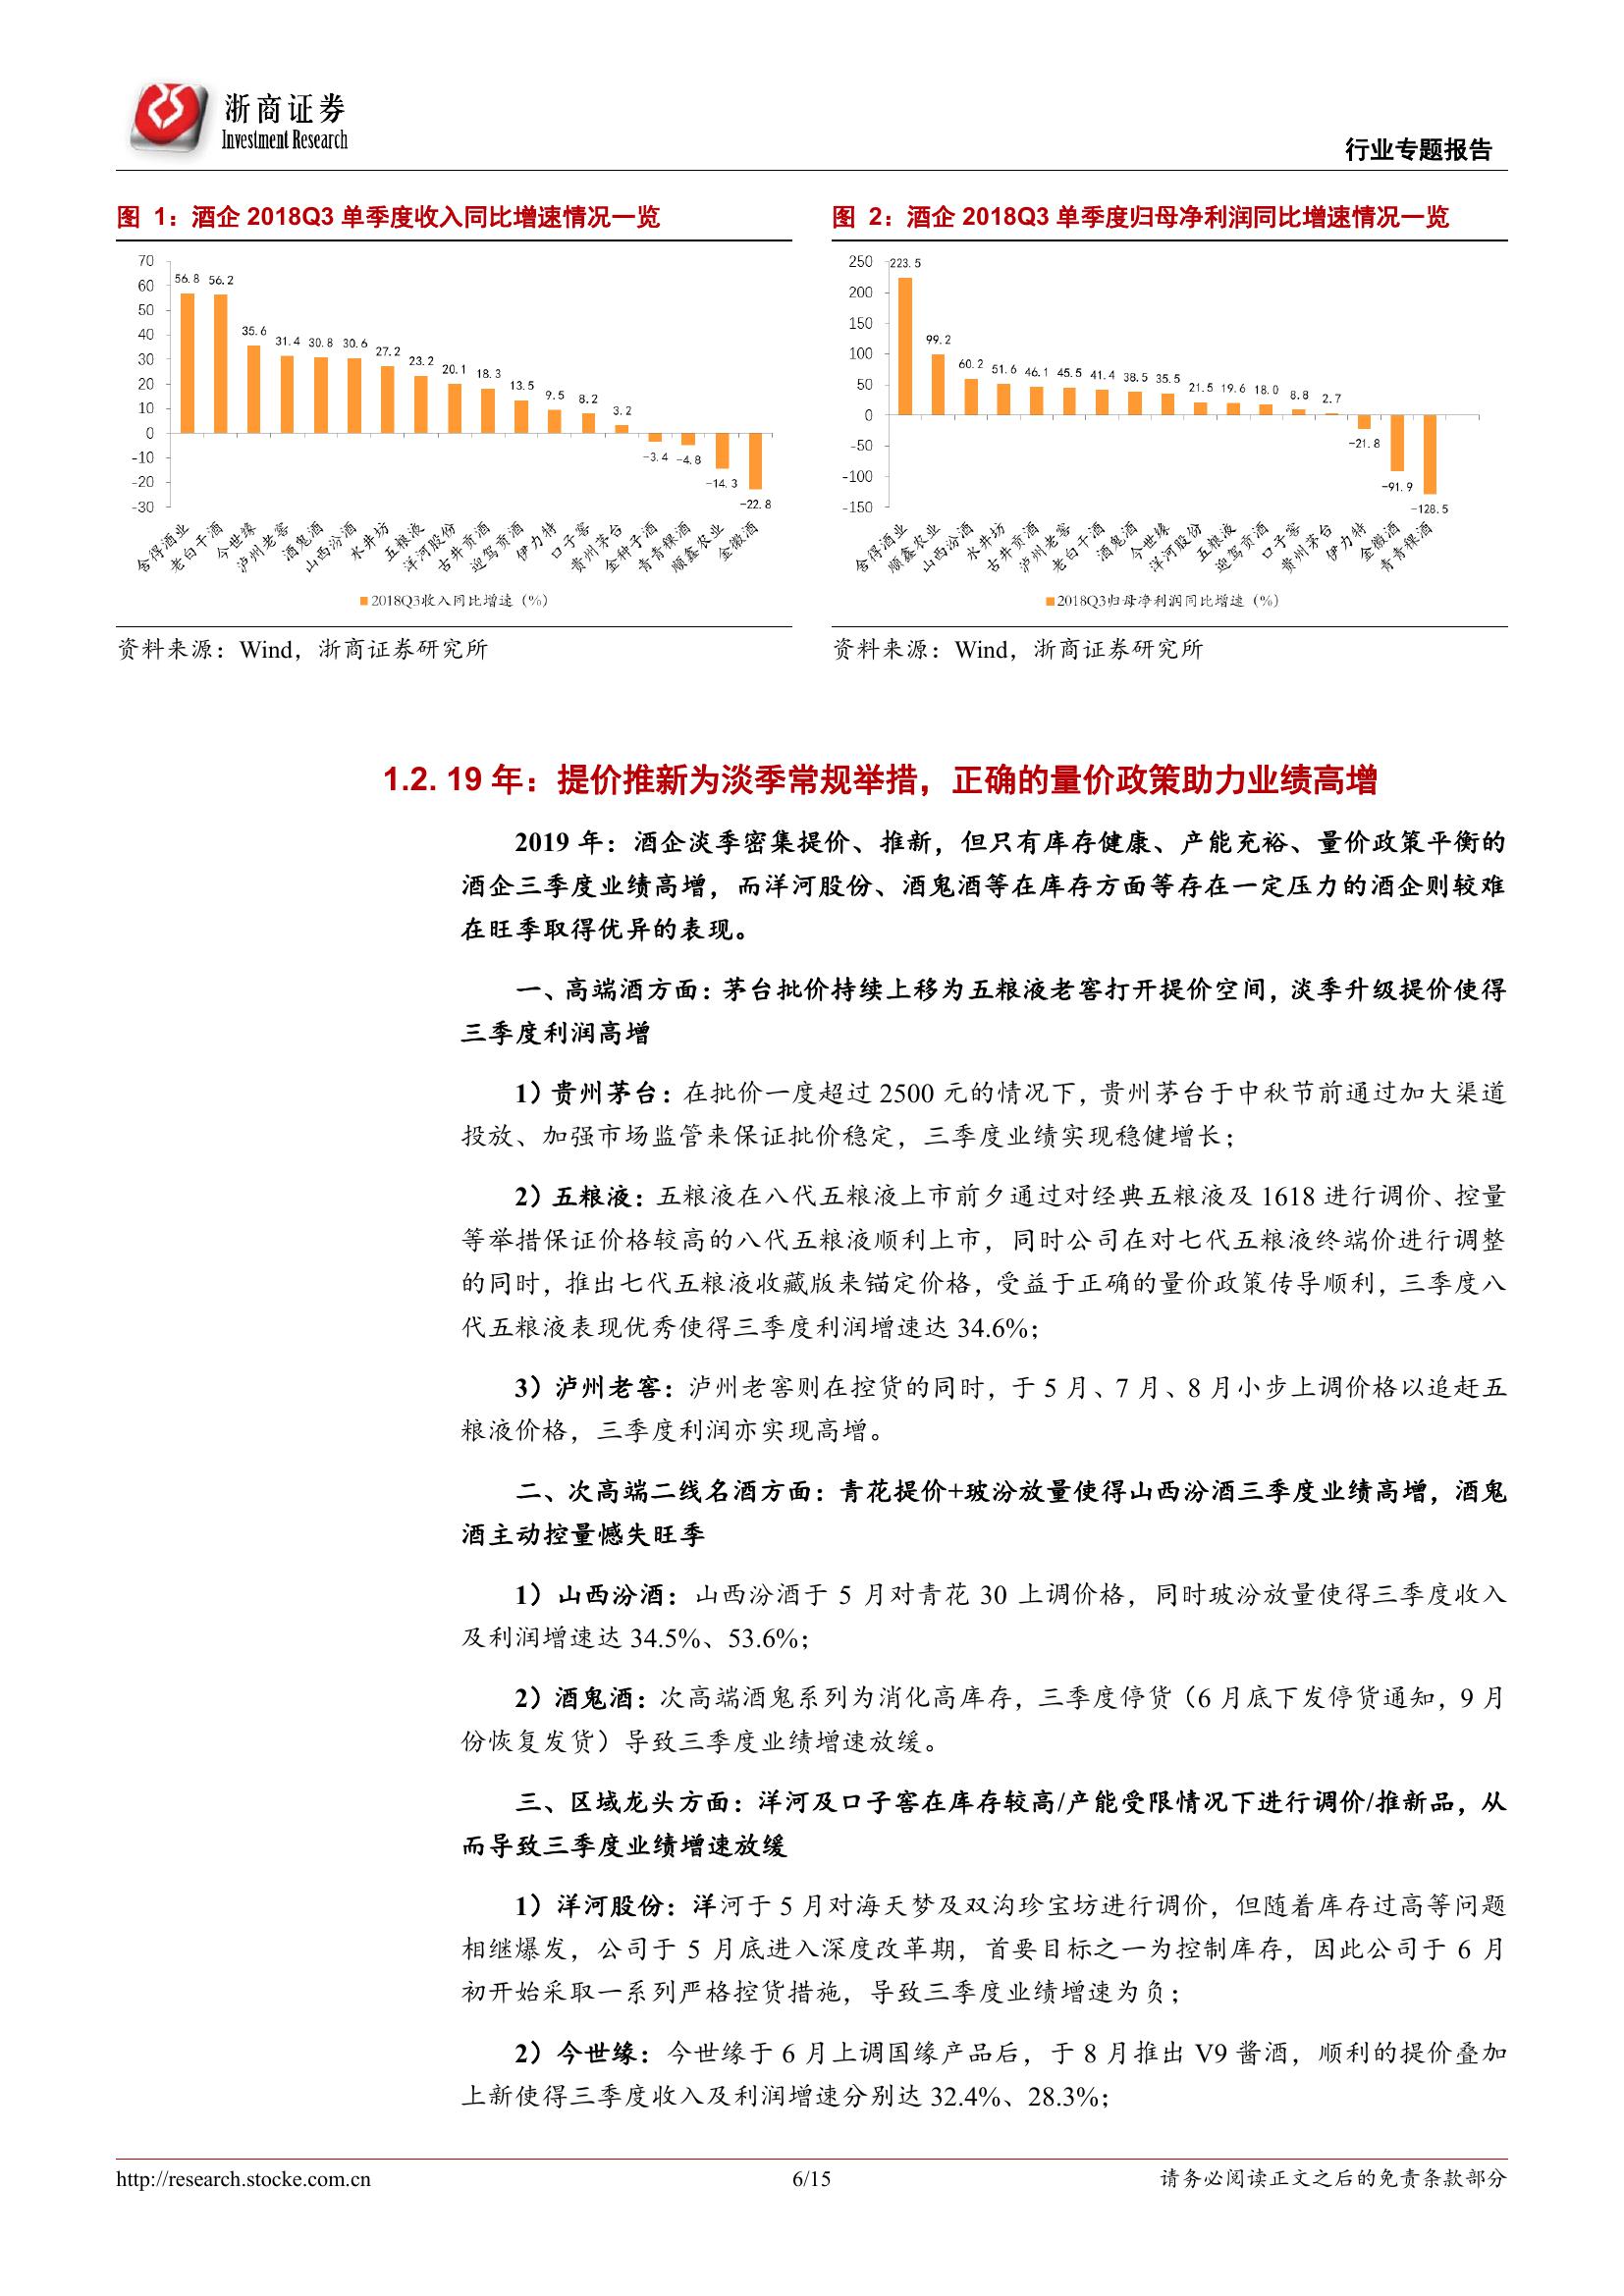 浙商证券
Investment Research
行业专题报告
图 1：酒企 2018Q3 单季度收入同比增速情况一览
70
60
50
40
30
20
10
0
-10
-20
-30
56.8 56.2
35.6
31.4 30.8 30.6
27.2
23.2
20.1
18.3
13.5
9.5
8.2
3.2
-3.4 -4.8
-14.3
-22.8
舍得酒业
老白干酒
今世缘
泸州老窖
酒鬼酒
山西汾酒
水井坊
五粮液
洋河股份
古井贡酒
迎驾贡酒
伊力特
口子窖
贵州茅台
金种子酒
青青稞酒
顺鑫农业
金徽酒
2018Q3收入同比增速（%）
资料来源：Wind，浙商证券研究所
图 2：酒企 2018Q3 单季度归母净利润同比增速情况一览
250
200
150
100
50
0
-50
-100
-150
223.5
99.2
60.2
51.6
46.1
45.5
41.4
38.5
35.5
21.5
19.6
18.0
8.8
2.7
-21.8
-91.9
-128.5
舍得酒业
顺鑫农业
山西汾酒
水井坊
古井贡酒
泸州老窖
老白干酒
酒鬼酒
今世缘
洋河股份
五粮液
迎驾贡酒
口子窖
贵州茅台
伊力特
金徽酒
青青稞酒
2018Q3归母净利润同比增速（%）
资料来源：Wind，浙商证券研究所
1.2. 19 年：提价推新为淡季常规举措，正确的量价政策助力业绩高增
2019 年：酒企淡季密集提价、推新，但只有库存健康、产能充裕、量价政策平衡的
酒企三季度业绩高增，而洋河股份、酒鬼酒等在库存方面等存在一定压力的酒企则较难
在旺季取得优异的表现。
一、高端酒方面：茅台批价持续上移为五粮液老窖打开提价空间，淡季升级提价使得
三季度利润高增
1）贵州茅台：在批价一度超过 2500 元的情况下，贵州茅台于中秋节前通过加大渠道
投放、加强市场监管来保证批价稳定，三季度业绩实现稳健增长；
2）五粮液：五粮液在八代五粮液上市前夕通过对经典五粮液及 1618 进行调价、控量
等举措保证价格较高的八代五粮液顺利上市，同时公司在对七代五粮液终端价进行调整
的同时，推出七代五粮液收藏版来锚定价格，受益于正确的量价政策传导顺利，三季度八
代五粮液表现优秀使得三季度利润增速达 34.6%；
3）泸州老窖：泸州老窖则在控货的同时，于 5 月、7 月、8 月小步上调价格以追赶五
粮液价格，三季度利润亦实现高增。
二、次高端二线名酒方面：青花提价+玻汾放量使得山西汾酒三季度业绩高增，酒鬼
酒主动控量憾失旺季
1）山西汾酒：山西汾酒于 5 月对青花 30 上调价格，同时玻汾放量使得三季度收入
及利润增速达 34.5%、53.6%；
2）酒鬼酒：次高端酒鬼系列为消化高库存，三季度停货（6 月底下发停货通知，9 月
份恢复发货）导致三季度业绩增速放缓。
三、区域龙头方面：洋河及口子窖在库存较高/产能受限情况下进行调价/推新品，从
而导致三季度业绩增速放缓
1）洋河股份：洋河于 5 月对海天梦及双沟珍宝坊进行调价，但随着库存过高等问题
相继爆发，公司于 5 月底进入深度改革期，首要目标之一为控制库存，因此公司于 6 月
初开始采取一系列严格控货措施，导致三季度业绩增速为负；
2）今世缘：今世缘于 6 月上调国缘产品后，于 8 月推出 V9 酱酒，顺利的提价叠加
上新使得三季度收入及利润增速分别达 32.4%、28.3%；
http://research.stocke.com.cn
6/15
请务必阅读正文之后的免责条款部分